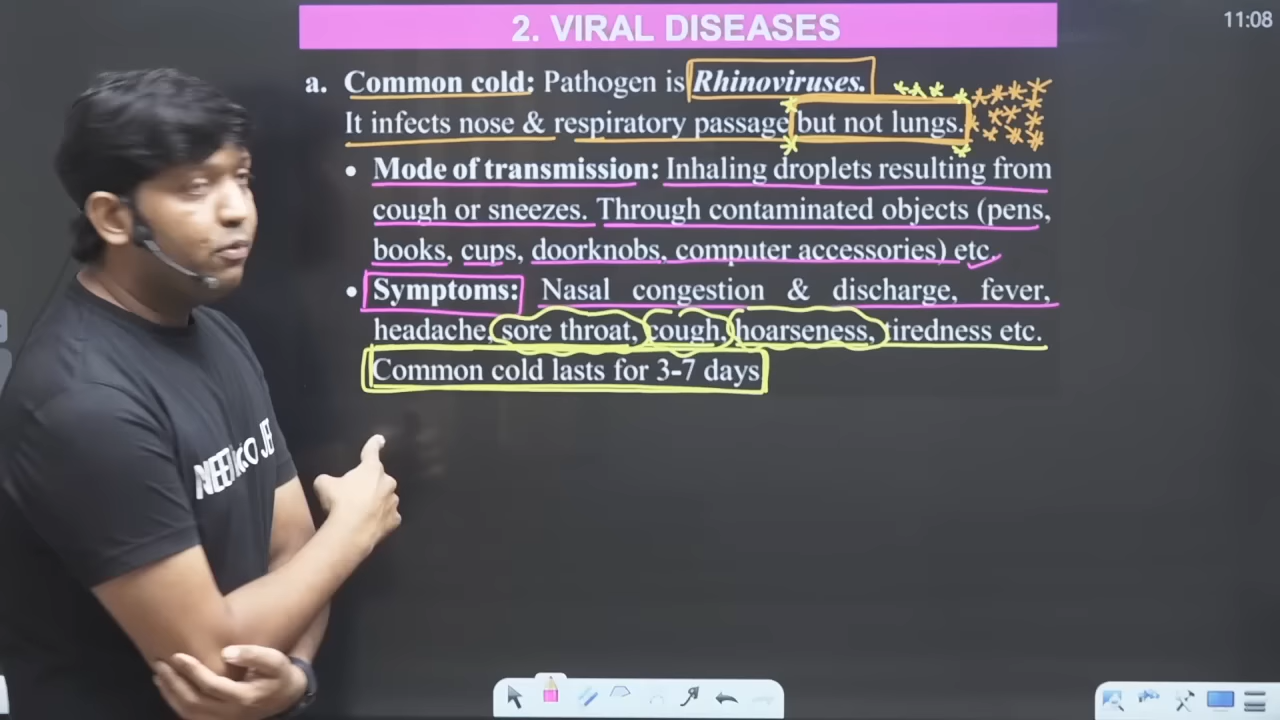 2. VIRAL DISEASES
11:08
a. Common cold: Pathogen is Rhinoviruses.
It infects nose & respiratory passage but not lungs.
• Mode of transmission: Inhaling droplets resulting from
cough or sneezes. Through contaminated objects (pens,
books, cups, doorknobs, computer accessories) etc.
• Symptoms: Nasal congestion & discharge, fever,
headache, sore throat, cough, hoarseness, tiredness etc.
Common cold lasts for 3-7 days